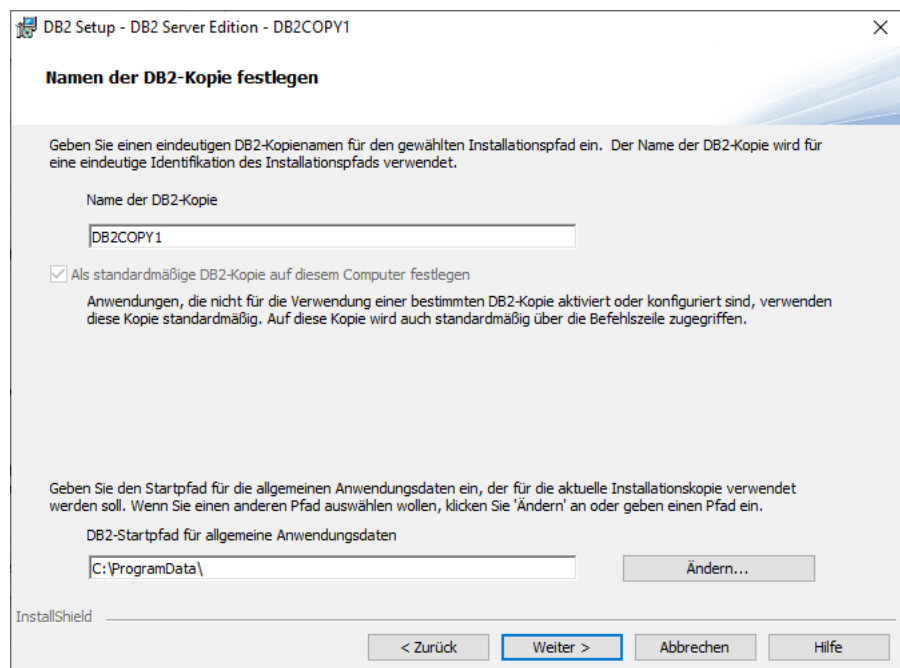 DB2 Setup - DB2 Server Edition - DB2COPY1
Namen der DB2-Kopie festlegen
Geben Sie einen eindeutigen DB2-Kopienamen für den gewählten Installationspfad ein. Der Name der DB2-Kopie wird für
eine eindeutige Identifikation des Installationspfads verwendet.
Name der DB2-Kopie
DB2COPY1
Als standardmäßige DB2-Kopie auf diesem Computer festlegen
Anwendungen, die nicht für die Verwendung einer bestimmten DB2-Kopie aktiviert oder konfiguriert sind, verwenden
diese Kopie standardmäßig. Auf diese Kopie wird auch standardmäßig über die Befehlszeile zugegriffen.
Geben Sie den Startpfad für die allgemeinen Anwendungsdaten ein, der für die aktuelle Installationskopie verwendet
werden soll. Wenn Sie einen anderen Pfad auswählen wollen, klicken Sie 'Ändern' an oder geben einen Pfad ein.
DB2-Startpfad für allgemeine Anwendungsdaten
C:\ProgramData\
Ändern...
InstallShield
< Zurück
Weiter >
Abbrechen
Hilfe